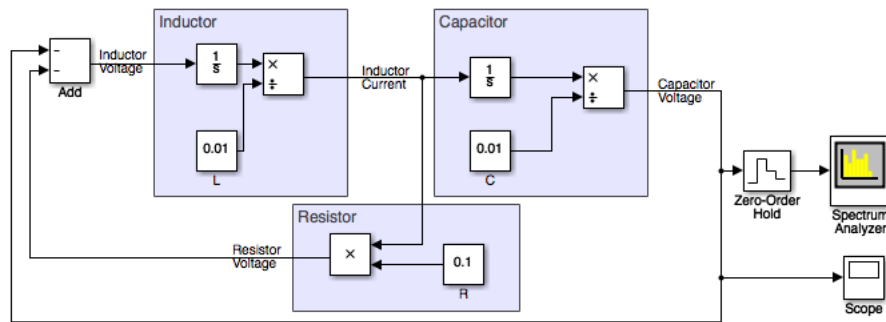 Inductor
Capacitor
−
−
Add
Inductor
Voltage
1
s
×
÷
0.01
L
Inductor
Current
1
s
×
÷
0.01
C
Capacitor
Voltage
Zero-Order
Hold
Spectrum
Analyzer
Resistor
Resistor
Voltage
×
0.1
R
Scope